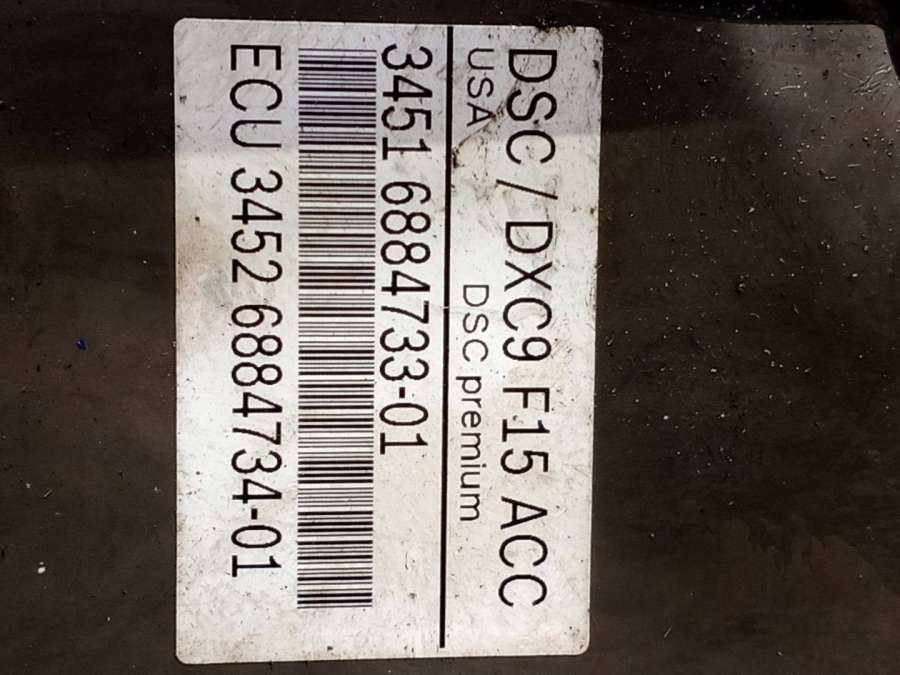 DSC / DXC9 F15 ACC
USA DSC premium
3451 6884733-01
ECU 3452 6884734-01